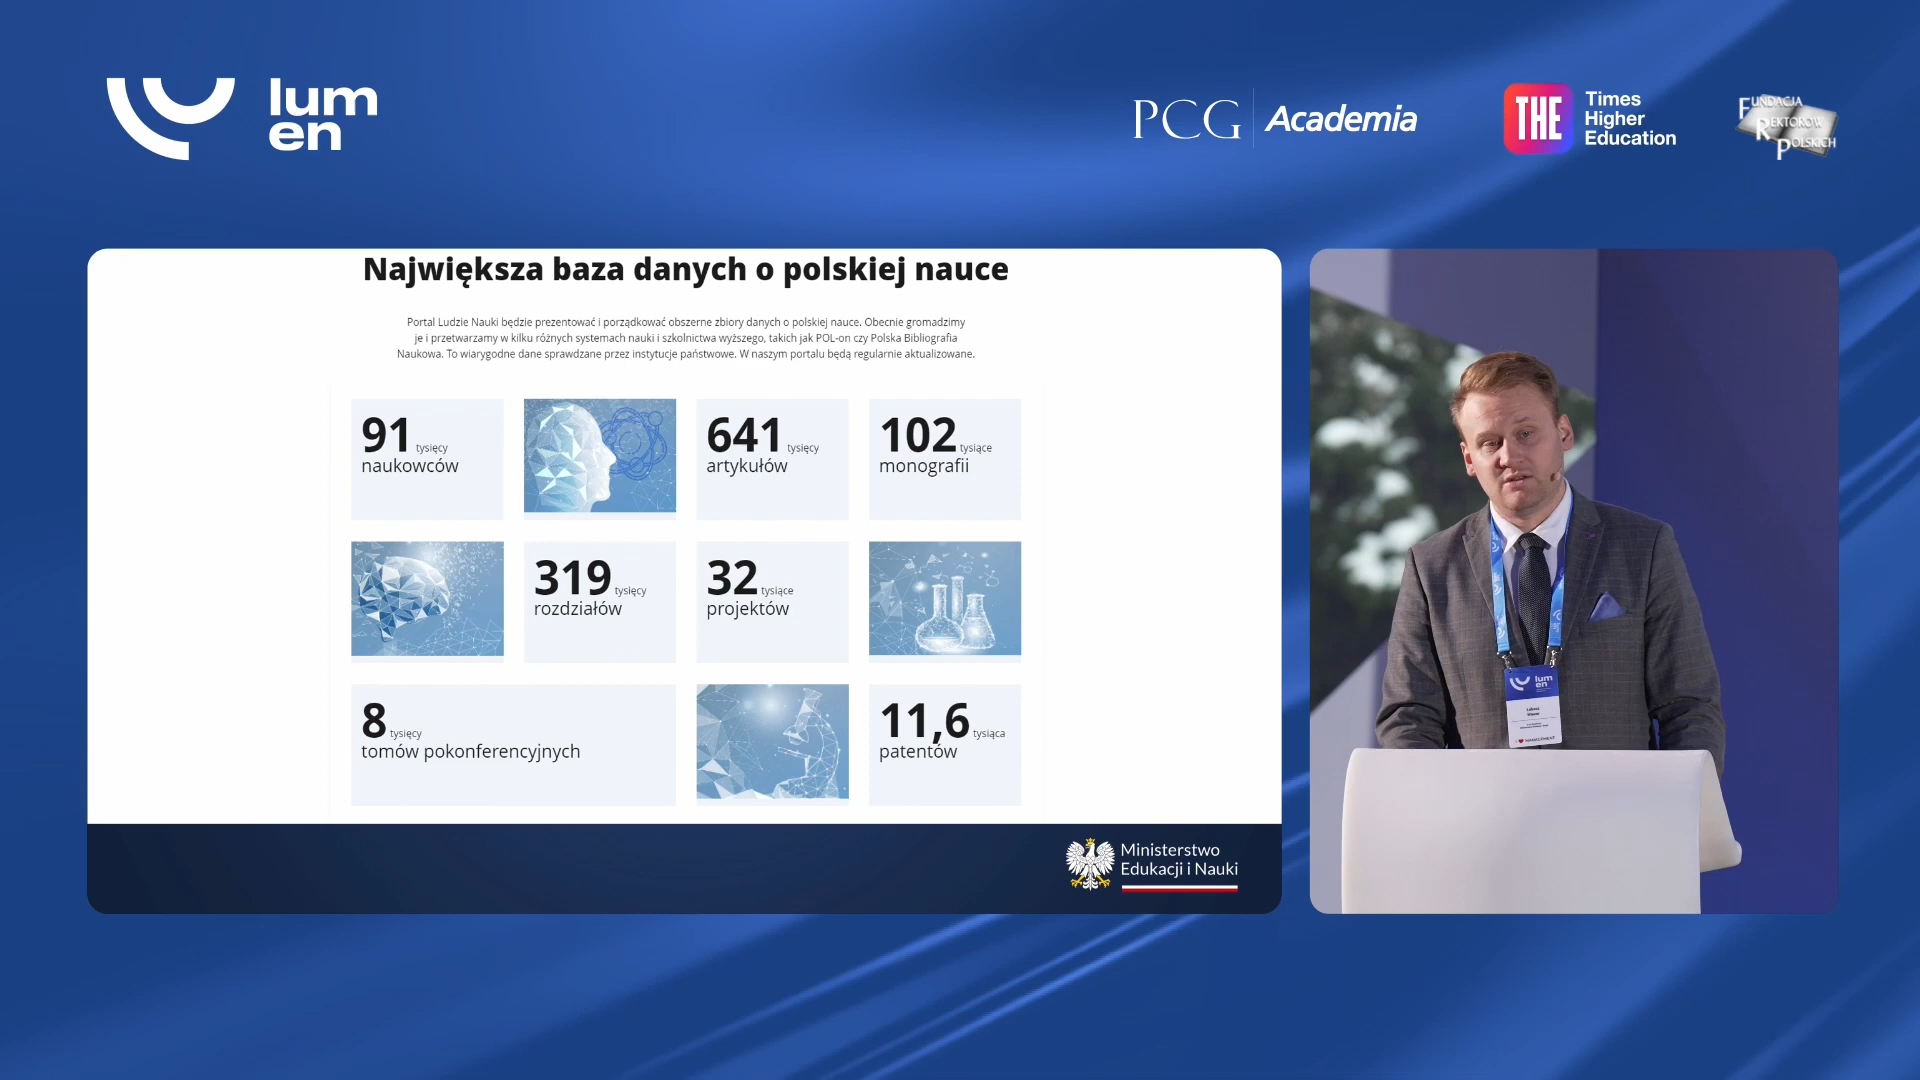 lum
en
PCG Academia
THE
Times
Higher
Education
FUNDACJA
REKTORÓW
POLSKICH
Największa baza danych o polskiej nauce
Portal Ludzie Nauki będzie prezentować i porządkować obszerne zbiory danych o polskiej nauce. Obecnie gromadzimy
je i przetwarzamy w kilku różnych systemach nauki i szkolnictwa wyższego, takich jak POL-on czy Polska Bibliografia
Naukowa. To wiarygodne dane sprawdzane przez instytucje państwowe. W naszym portalu będą regularnie aktualizowane.
91 tysięcy
naukowców
641 tysięcy
artykułów
102 tysiące
monografii
319 tysięcy
rozdziałów
32 tysiące
projektów
8 tysięcy
tomów pokonferencyjnych
11,6 tysiąca
patentów
Ministerstwo
Edukacji i Nauki
lum
en
Łukasz
MANAGEMENT